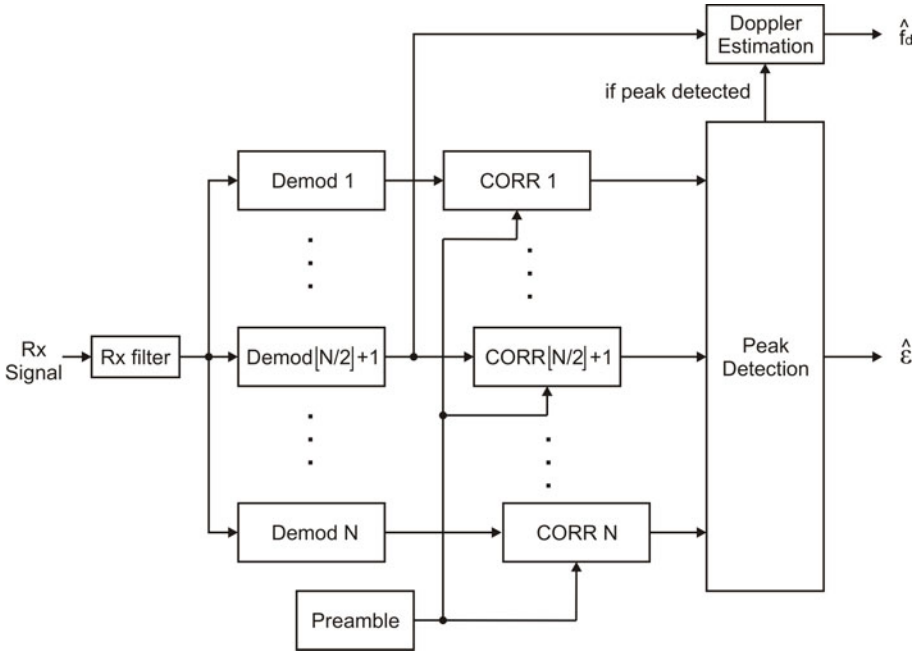 Doppler
Estimation
f̂d
if peak detected
Demod 1
CORR 1
Rx
Signal
Rx filter
Demod⌊N/2⌋+1
CORR⌊N/2⌋+1
Peak
Detection
ε̂
Demod N
CORR N
Preamble